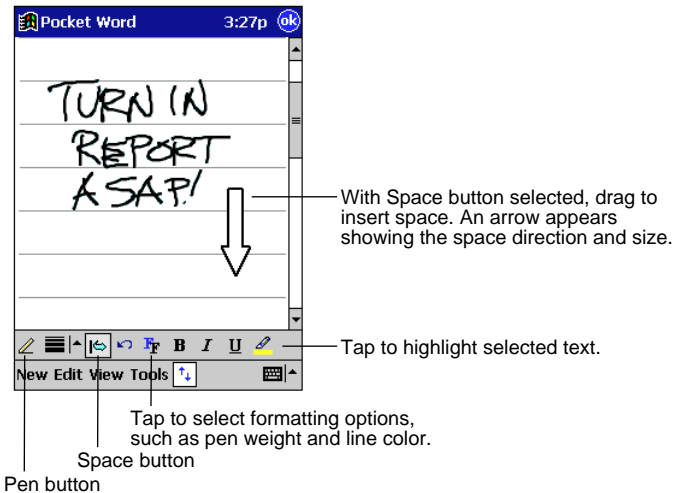 Pocket Word 3:27p ok
TURN IN
REPORT
ASAP!
With Space button selected, drag to
insert space. An arrow appears
showing the space direction and size.
FF B I U
Tap to highlight selected text.
New Edit View Tools
Tap to select formatting options,
such as pen weight and line color.
Space button
Pen button